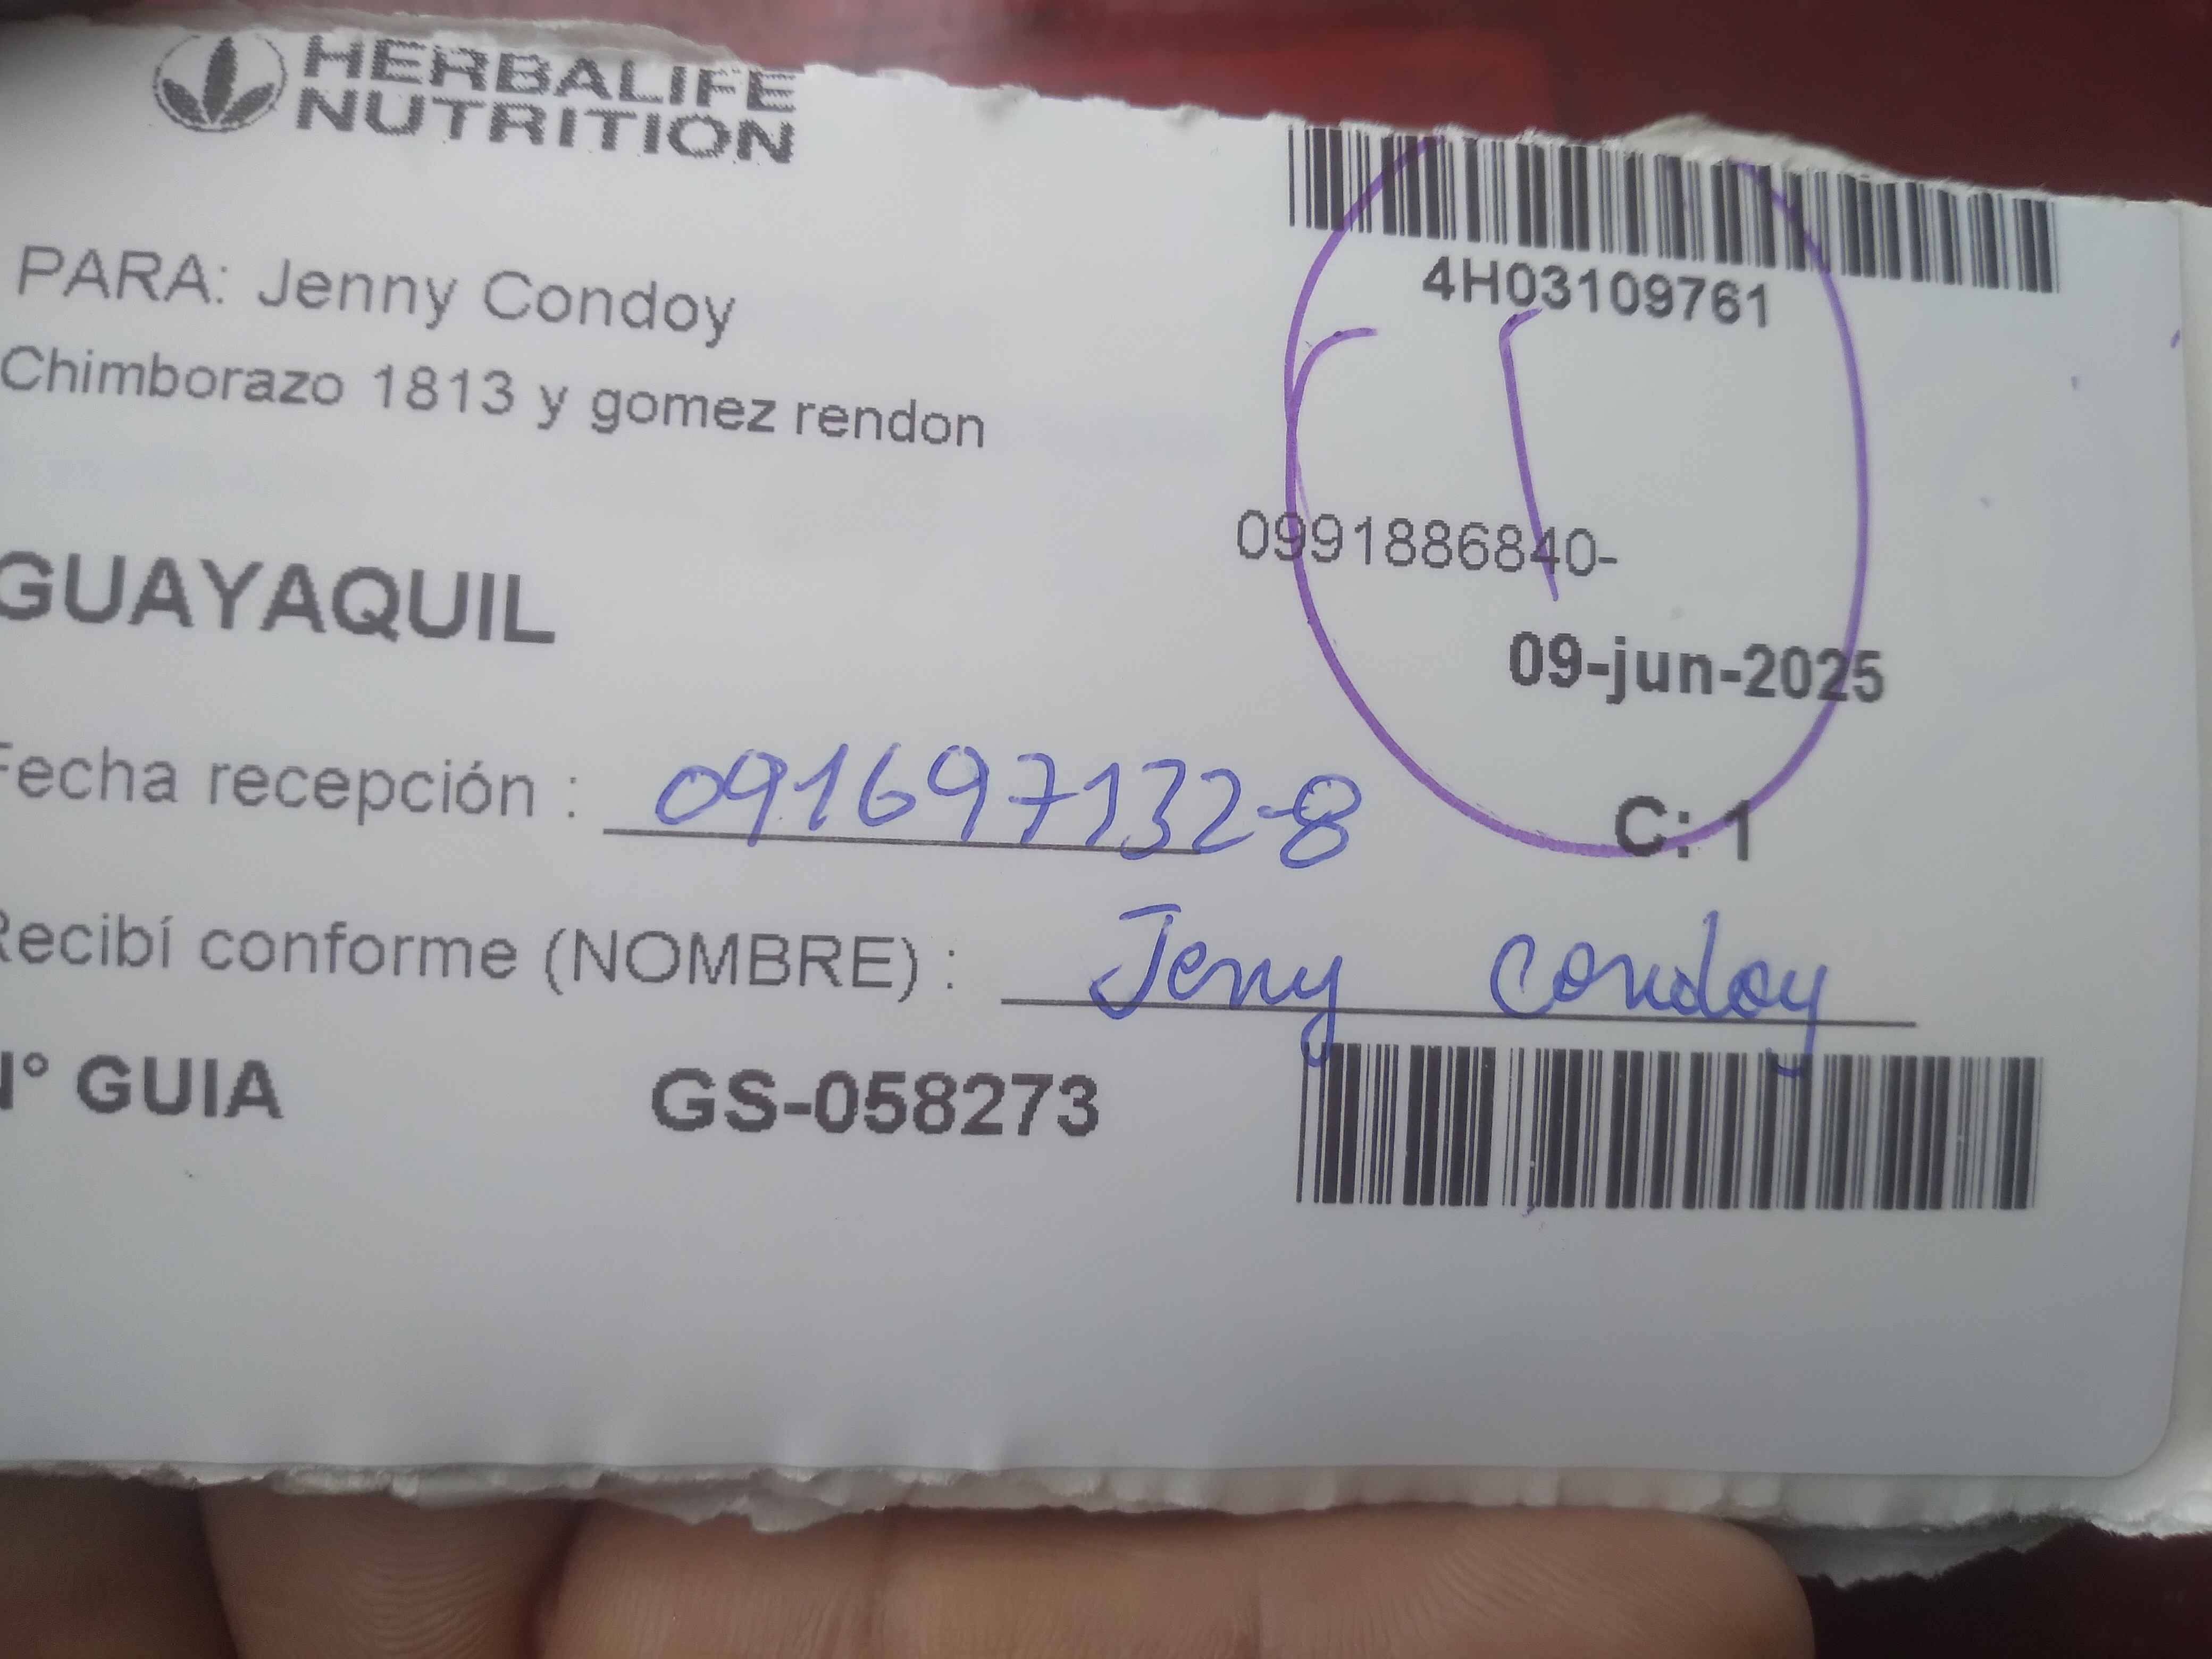 HERBALIFE
NUTRITION
4H03109761
PARA: Jenny Condoy
Chimborazo 1813 y gomez rendon
0991886840-
GUAYAQUIL
09-jun-2025
Fecha recepción : 091697132-8
C: 1
Recibí conforme (NOMBRE) : Jenny Condoy
N° GUIA GS-058273